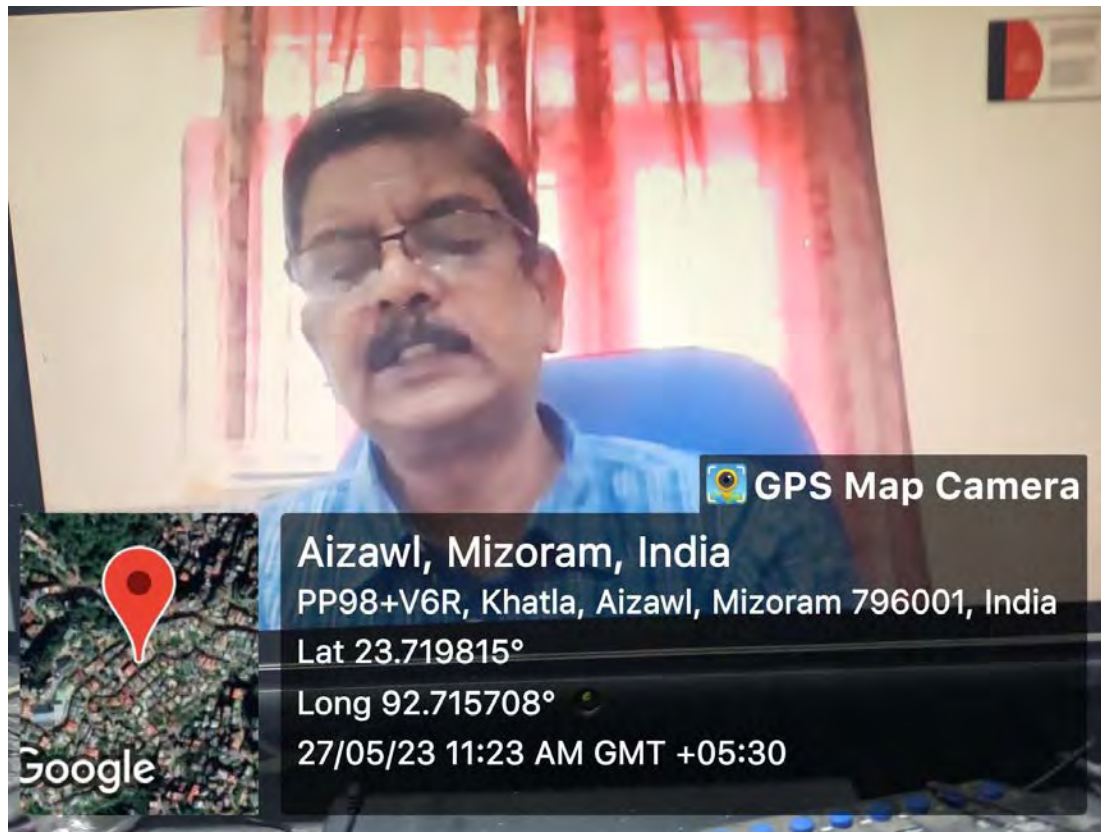 GPS Map Camera
Aizawl, Mizoram, India
PP98+V6R, Khatla, Aizawl, Mizoram 796001, India
Lat 23.719815°
Long 92.715708°
27/05/23 11:23 AM GMT +05:30
Google